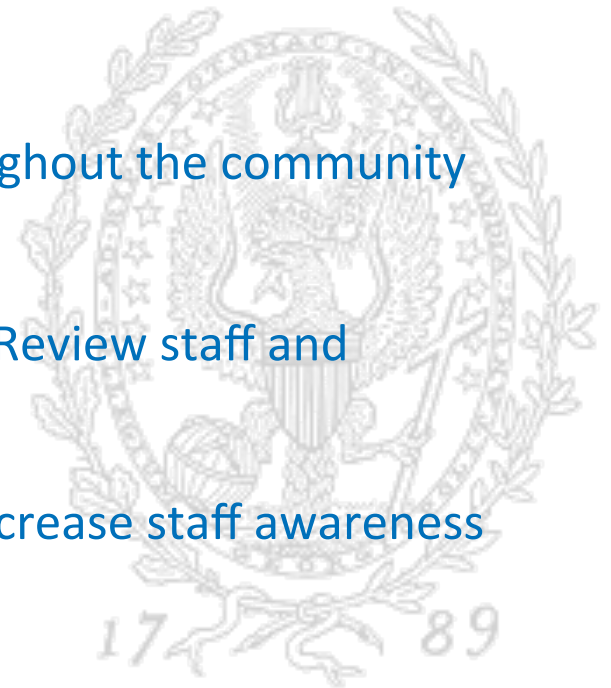 ghout the community
Review staff and
crease staff awareness
17 89